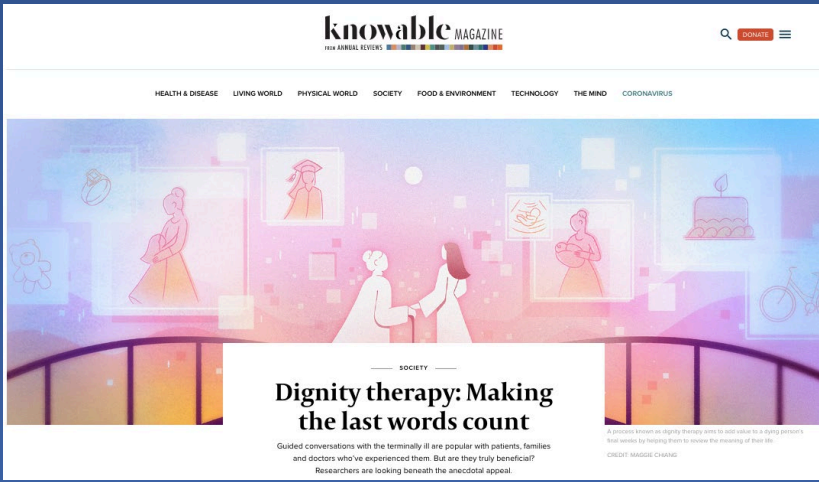 knowable MAGAZINE
FROM ANNUAL REVIEWS
DONATE
HEALTH & DISEASE LIVING WORLD PHYSICAL WORLD SOCIETY FOOD & ENVIRONMENT TECHNOLOGY THE MIND CORONAVIRUS
SOCIETY
Dignity therapy: Making
the last words count
Guided conversations with the terminally ill are popular with patients, families
and doctors who've experienced them. But are they truly beneficial?
Researchers are looking beneath the anecdotal appeal.
A process known as dignity therapy aims to add value to a dying person's
final weeks by helping them to review the meaning of their life.
CREDIT: MAGGIE CHIANG